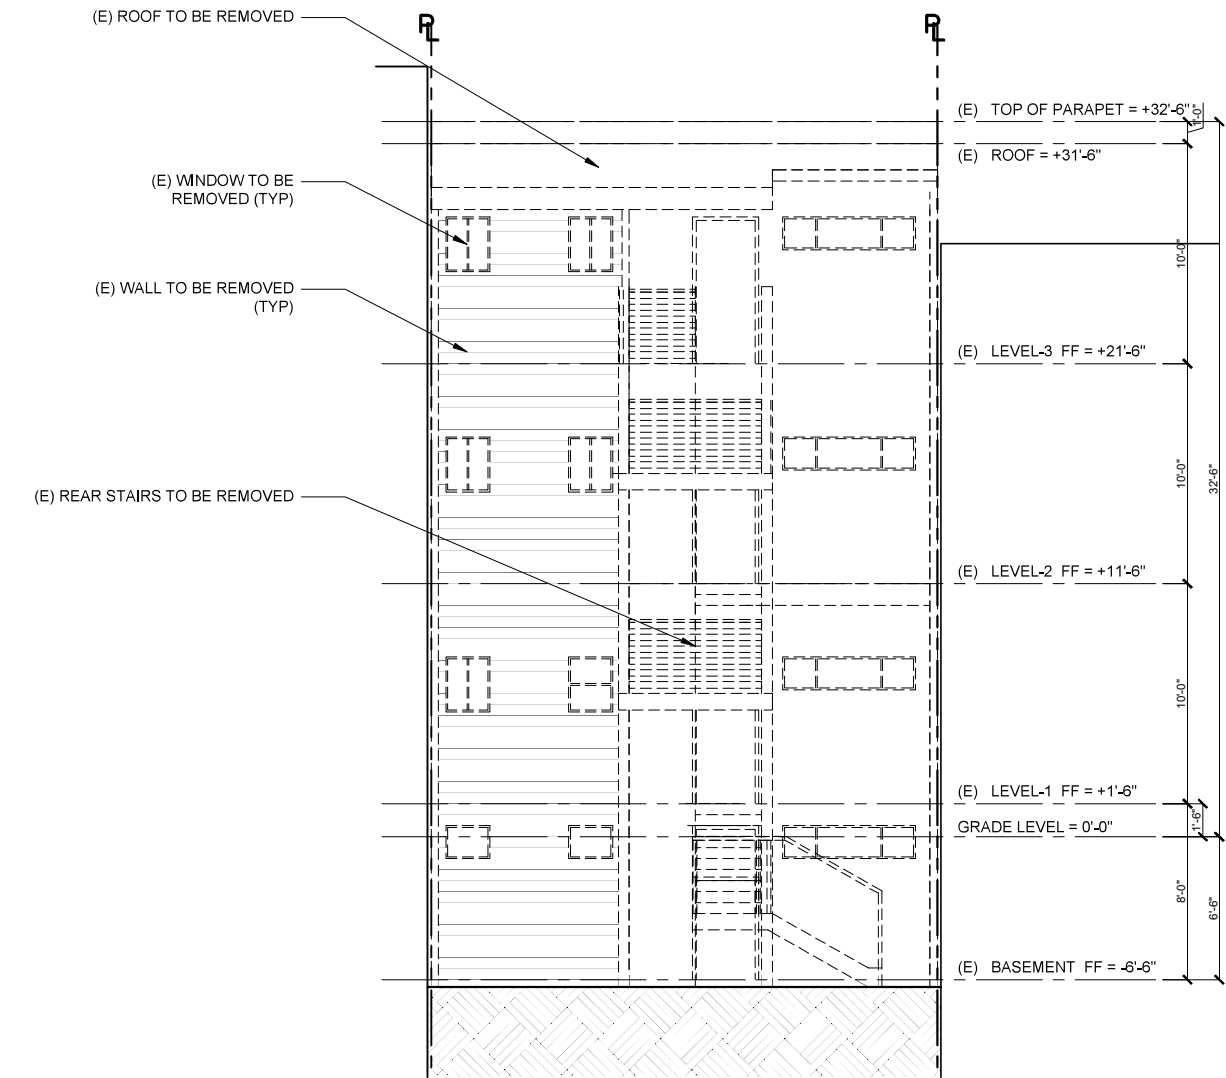 (E) ROOF TO BE REMOVED
PL
PL
(E) TOP OF PARAPET = +32'-6"
1'-0"
(E) ROOF = +31'-6"
(E) WINDOW TO BE
REMOVED (TYP)
10'-0"
(E) WALL TO BE REMOVED
(TYP)
(E) LEVEL-3 FF = +21'-6"
10'-0"
32'-6"
(E) REAR STAIRS TO BE REMOVED
(E) LEVEL-2 FF = +11'-6"
10'-0"
(E) LEVEL-1 FF = +1'-6"
1'-6"
GRADE LEVEL = 0'-0"
8'-0"
6'-6"
(E) BASEMENT FF = -6'-6"